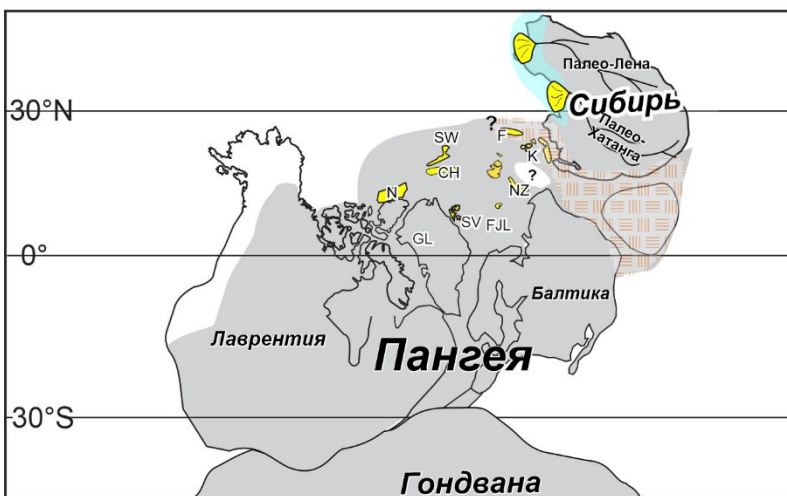 Палео-Лена
Сибирь
30°N
Палео-
Хатанга
?
F
SW
K
CH
?
N
NZ
SV
FJL
GL
0°
Балтика
Лаврентия
Пангея
30°S
Гондвана